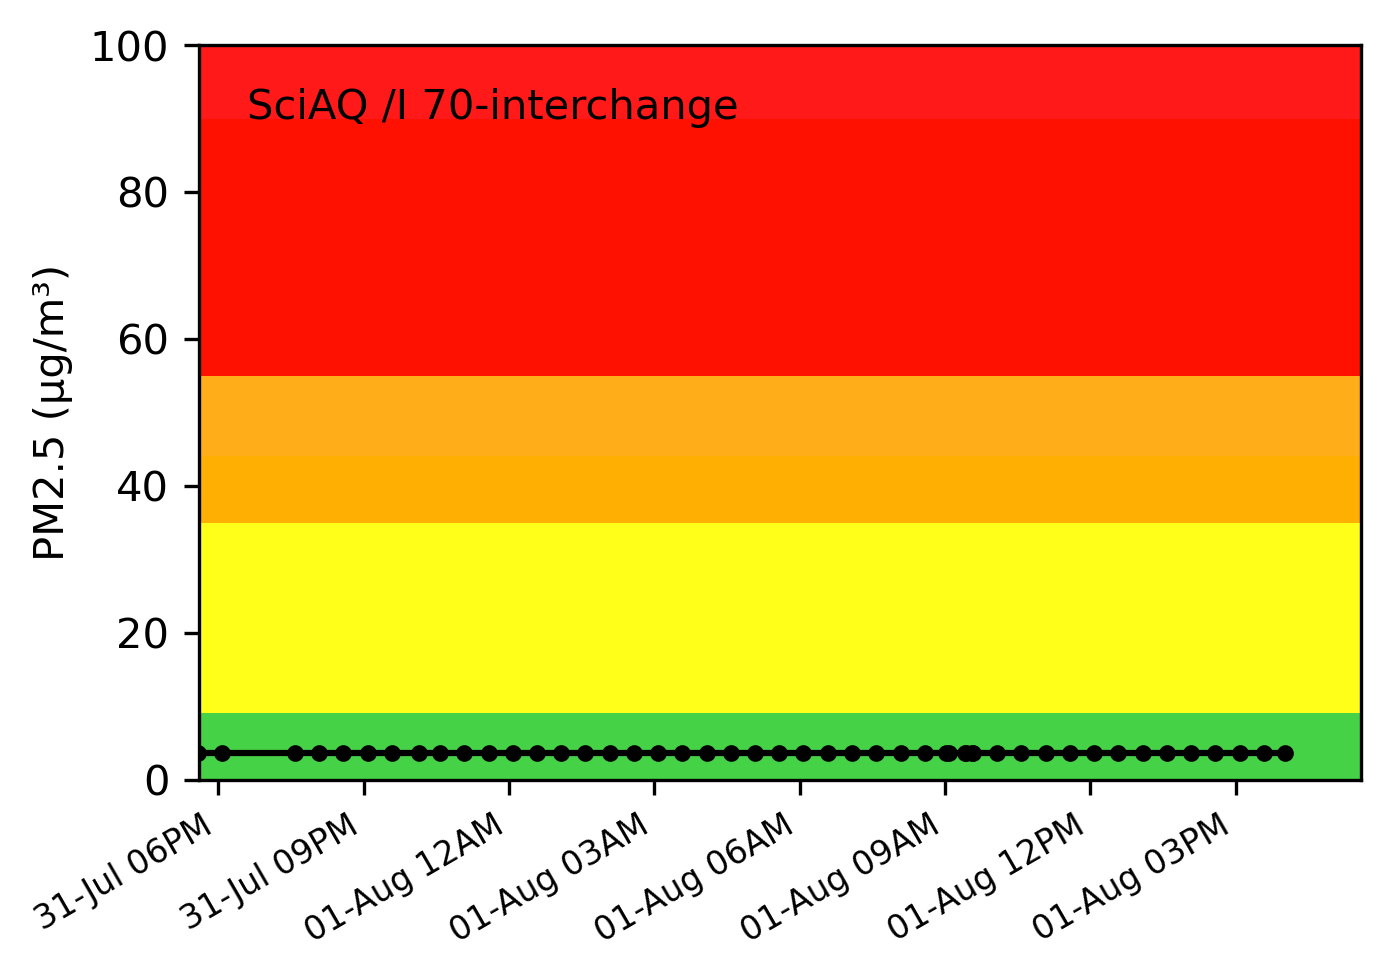 SciAQ /I 70-interchange
PM2.5 (µg/m³)
100
80
60
40
20
0
31-Jul 06PM
31-Jul 09PM
01-Aug 12AM
01-Aug 03AM
01-Aug 06AM
01-Aug 09AM
01-Aug 12PM
01-Aug 03PM